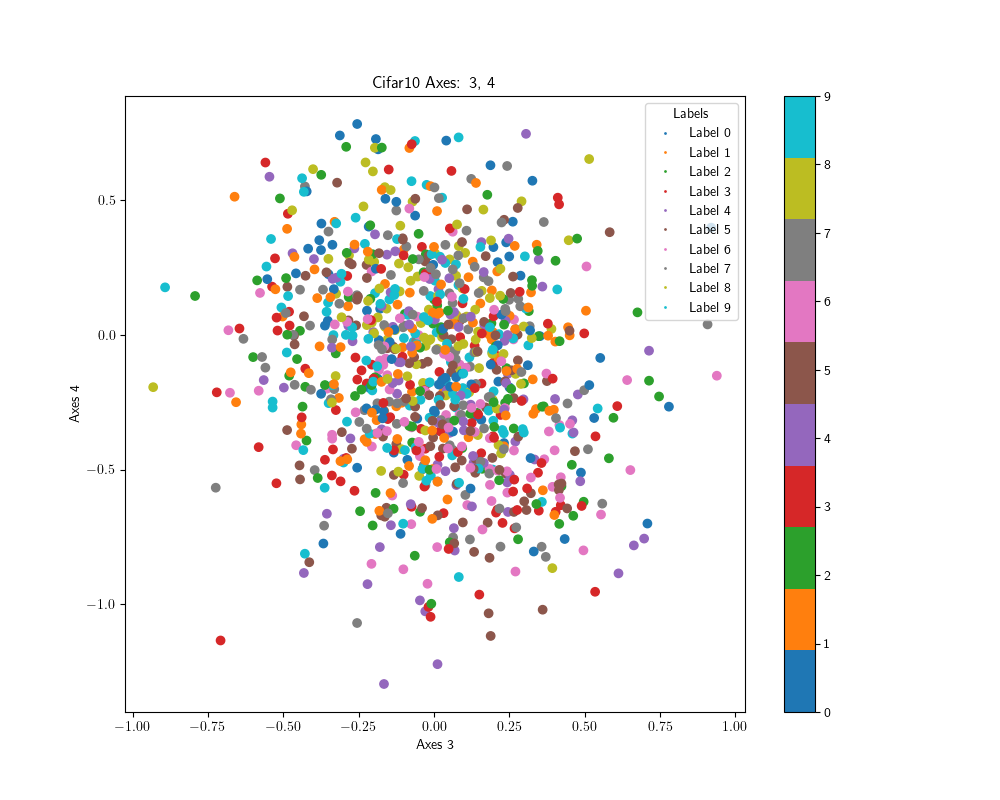 Cifar10 Axes: 3, 4
Labels
Label 0
Label 1
Label 2
Label 3
Label 4
Label 5
Label 6
Label 7
Label 8
Label 9
0.5
0.0
−0.5
−1.0
Axes 4
−1.00 −0.75 −0.50 −0.25 0.00 0.25 0.50 0.75 1.00
Axes 3
9
8
7
6
5
4
3
2
1
0